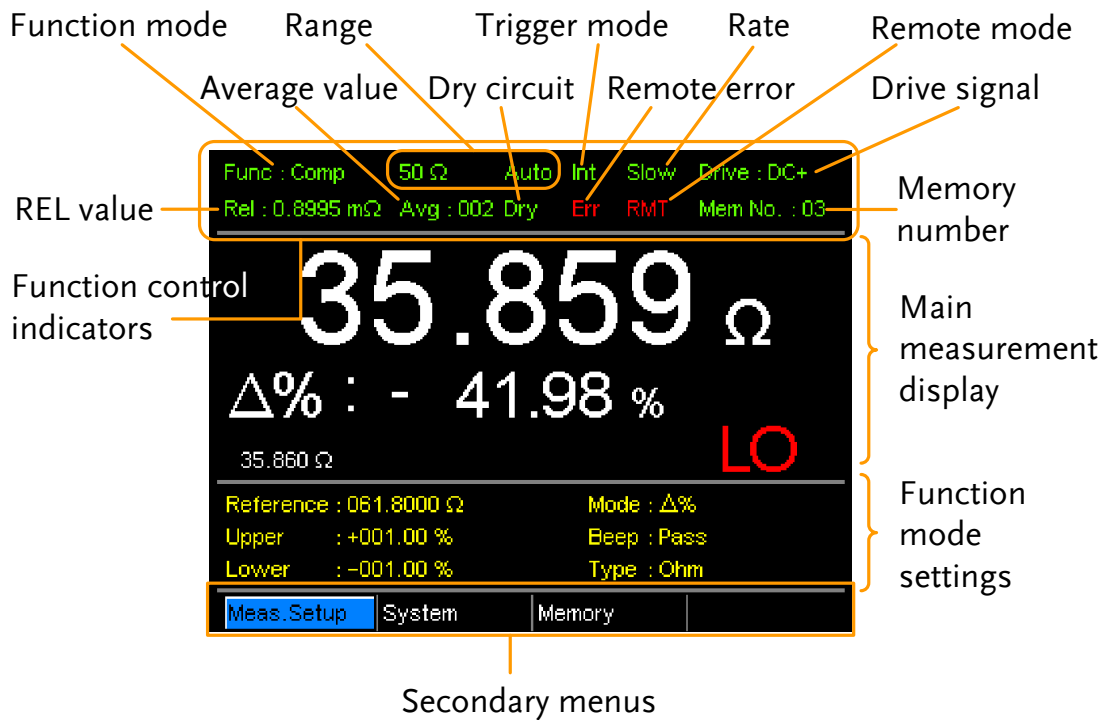 Function mode Range Trigger mode Rate Remote mode
Average value Dry circuit Remote error Drive signal
Func : Comp 50 Ω Auto Int Slow Drive : DC+
REL value Rel : 0.8995 mΩ Avg : 002 Dry Err RMT Mem No. : 03
Memory
number
35.859 Ω
Function control
indicators
Main
measurement
display
Δ% : - 41.98 %
LO
35.860 Ω
Reference : 061.8000 Ω Mode : Δ%
Upper : +001.00 % Beep : Pass
Lower : -001.00 % Type : Ohm
Function
mode
settings
Meas.Setup System Memory
Secondary menus